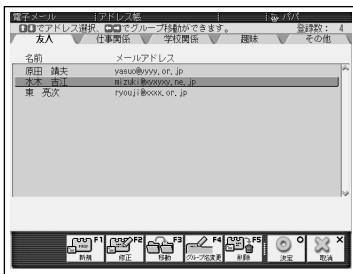 電子メール アドレス帳 パパ
⬆⬇でアドレス選択、⬅➡でグループ移動ができます。 登録数: 4
友人 仕事関係 学校関係 趣味 その他
名前 メールアドレス
原田 靖夫 yasuo@yyy.or.jp
水木 吉江 mizuki@xyxyxy.ne.jp
東 亮次 ryouji@xxxx.or.jp
F1 F2 F3 F4 F5 O X
新規 修正 移動 グループ名変更 削除 決定 取消